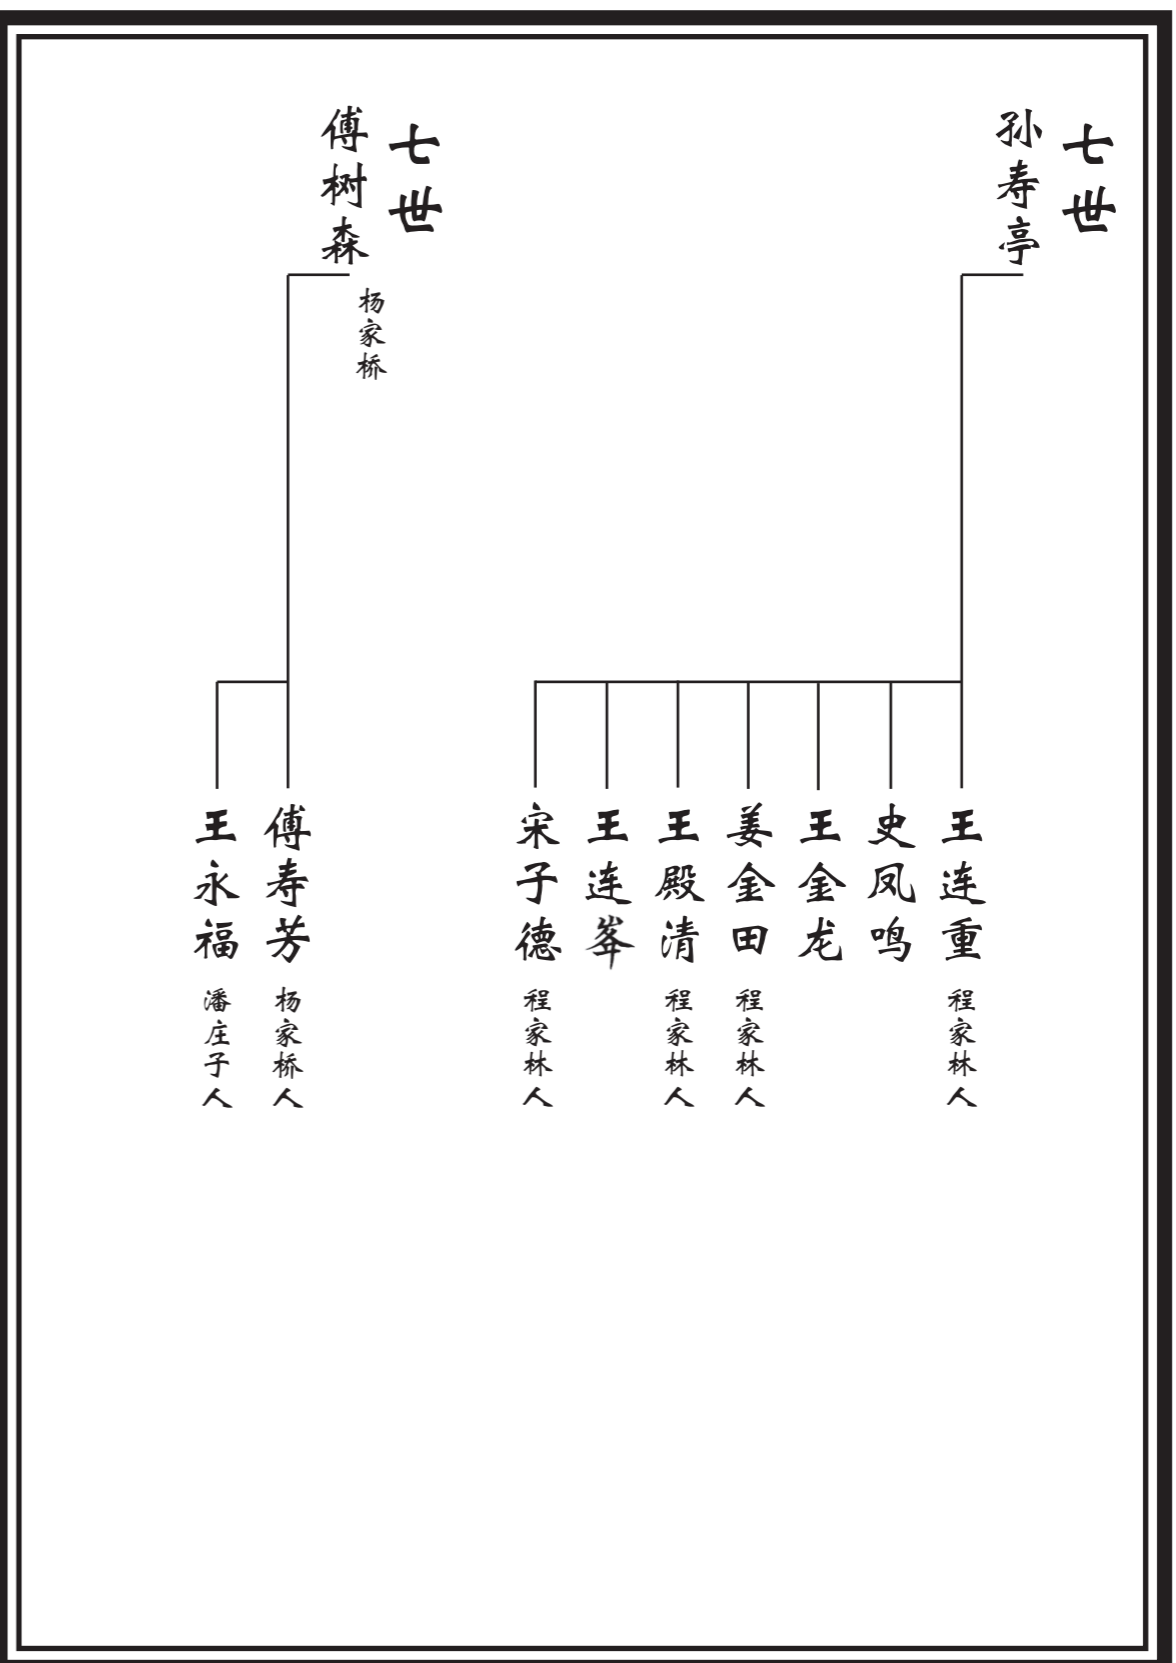 七世
孙寿亭
王连重
程家林人
史凤鸣
王金龙
姜金田
程家林人
王殿清
程家林人
王连峯
宋子德
程家林人
七世
傅树森
杨家桥
傅寿芳
杨家桥人
王永福
潘庄子人